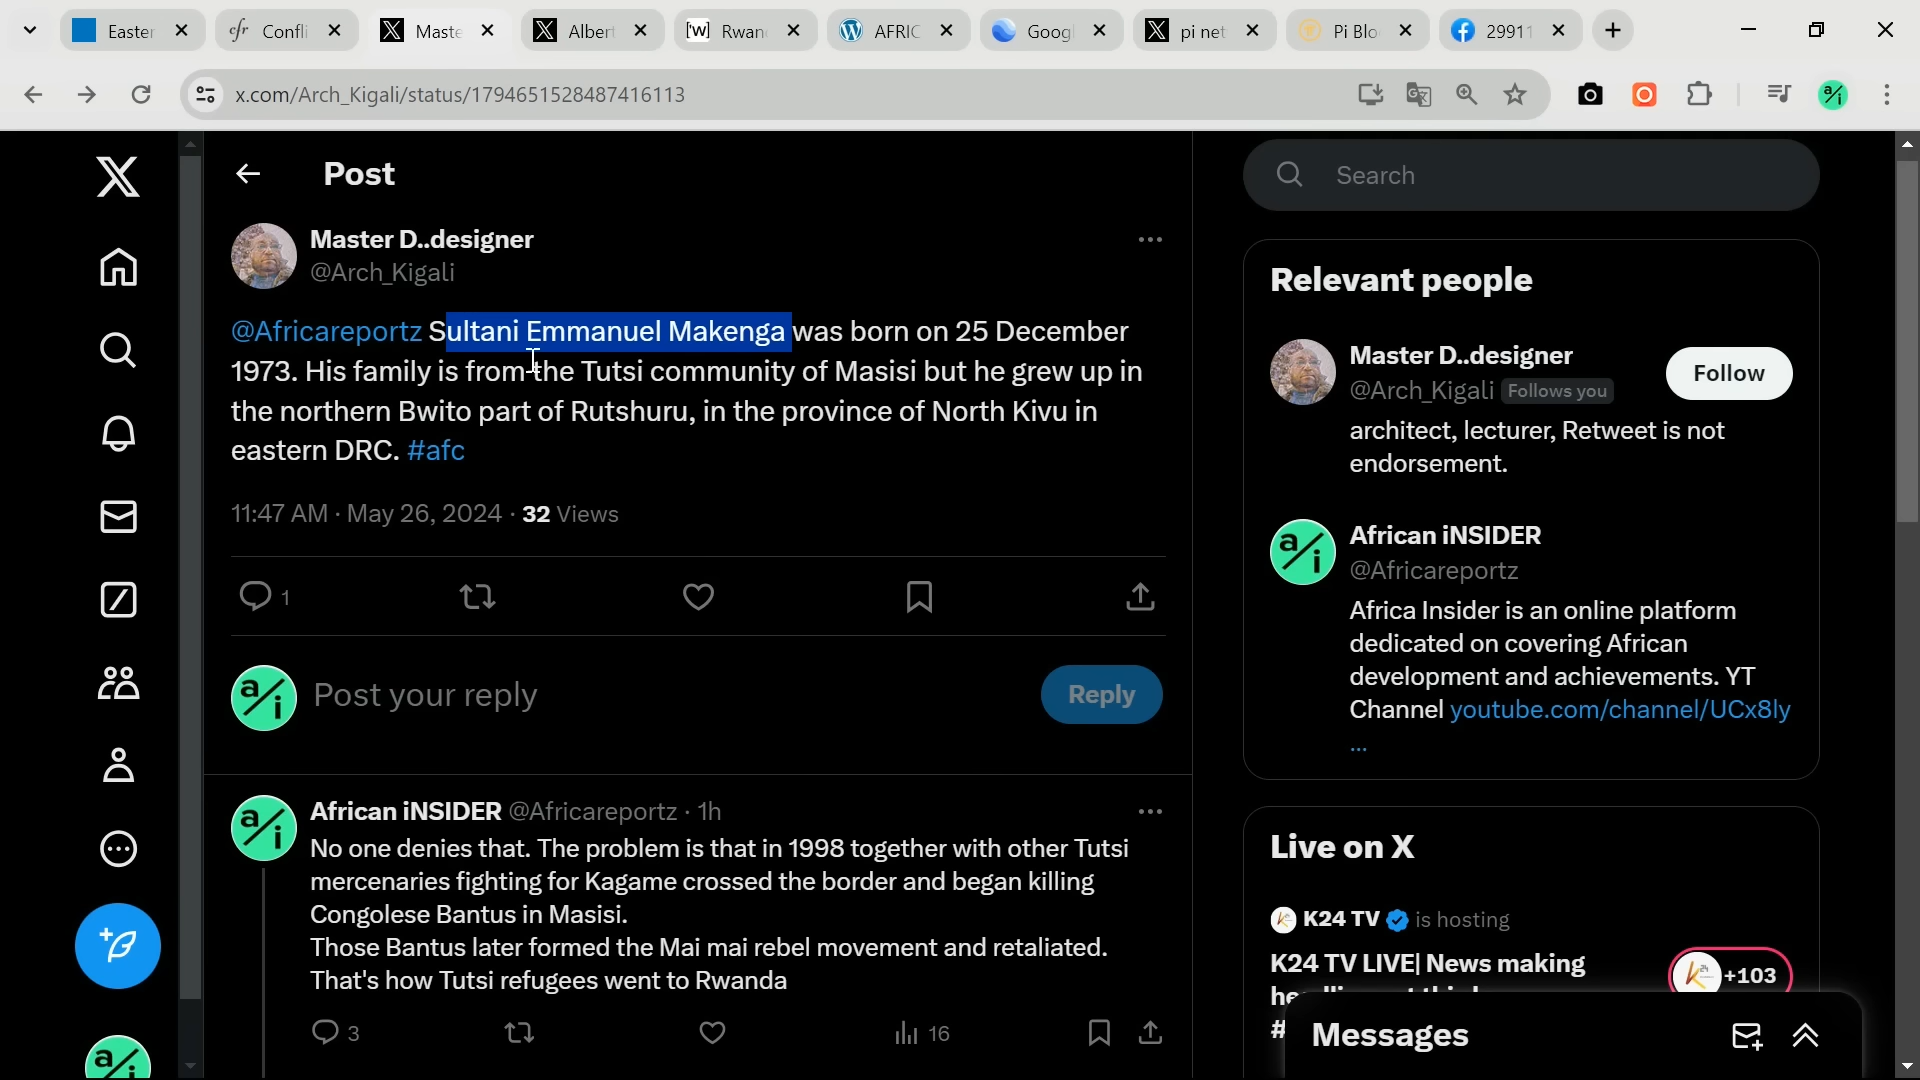 Easter
cfr Confli
Maste
Alber
[w] Rwan
AFRIC
Googl
pi net
Pi Blo
29911
x.com/Arch_Kigali/status/1794651528487416113
a/i
Post
Search
Master D..designer
@Arch_Kigali
@Africareportz Sultani Emmanuel Makenga was born on 25 December
1973. His family is from the Tutsi community of Masisi but he grew up in
the northern Bwito part of Rutshuru, in the province of North Kivu in
eastern DRC. #afc
11:47 AM · May 26, 2024 · 32 Views
1
a/i
Post your reply
Reply
a/i
African iNSIDER @Africareportz · 1h
No one denies that. The problem is that in 1998 together with other Tutsi
mercenaries fighting for Kagame crossed the border and began killing
Congolese Bantus in Masisi.
Those Bantus later formed the Mai mai rebel movement and retaliated.
That's how Tutsi refugees went to Rwanda
3
16
a/i
Relevant people
Master D..designer
@Arch_Kigali Follows you
Follow
architect, lecturer, Retweet is not
endorsement.
a/i
African iNSIDER
@Africareportz
Africa Insider is an online platform
dedicated on covering African
development and achievements. YT
Channel youtube.com/channel/UCx8ly
...
Live on X
K24 TV is hosting
K24 TV LIVE| News making
+103
#
Messages